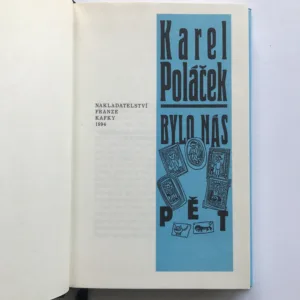 Karel
Poláček
BYLO NÁS
PĚT
NAKLADATELSTVÍ
FRANZE
KAFKY
1994